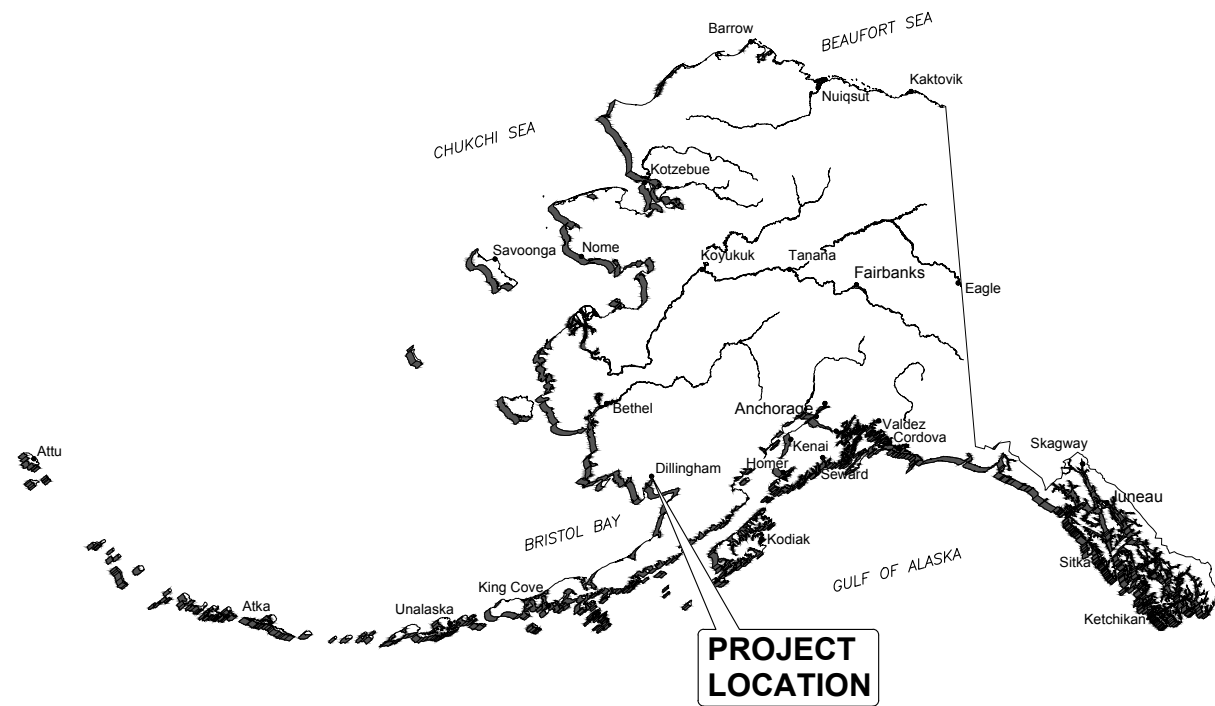 Barrow
BEAUFORT SEA
Kaktovik
Nuiqsut
CHUKCHI SEA
Kotzebue
Savoonga
Nome
Koyukuk
Tanana
Fairbanks
Eagle
Bethel
Anchorage
Valdez
Cordova
Kenai
Homer
Seward
Skagway
Attu
Dillingham
Juneau
BRISTOL BAY
Kodiak
GULF OF ALASKA
Sitka
King Cove
Atka
Unalaska
Ketchikan
PROJECT
LOCATION